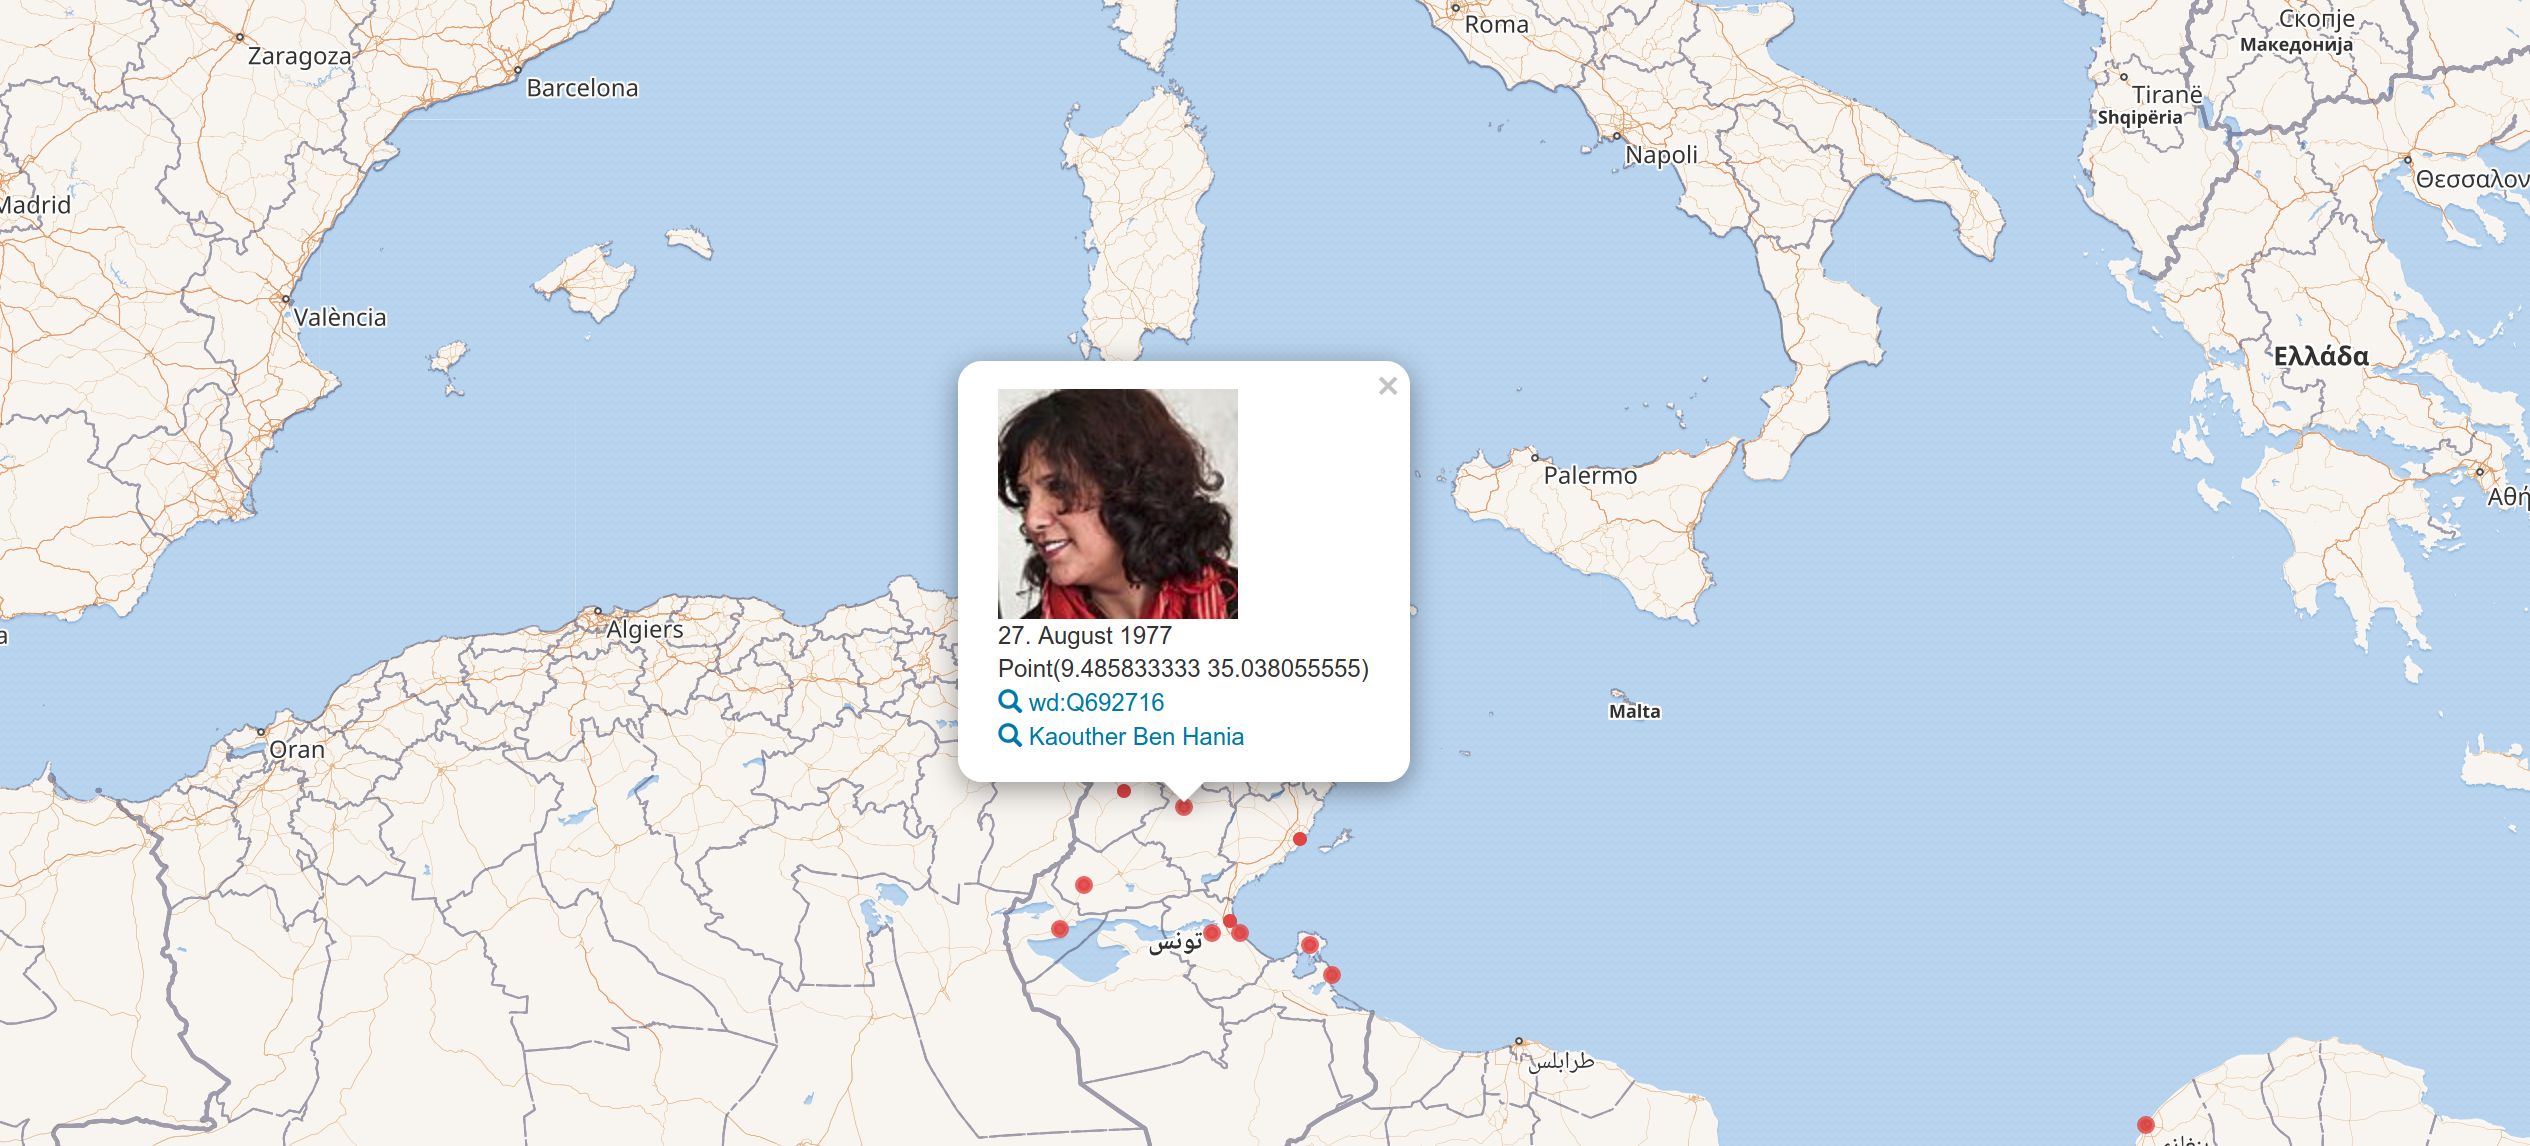 Zaragoza
Barcelona
Madrid
València
Roma
Napoli
Скопје
Македонија
Tiranë
Shqipëria
Θεσσαλον
Ελλάδα
Αθή
Palermo
Malta
Algiers
Oran
a
×
27. August 1977
Point(9.485833333 35.038055555)
wd:Q692716
Kaouther Ben Hania
تونس
طرابلس
بنغازي